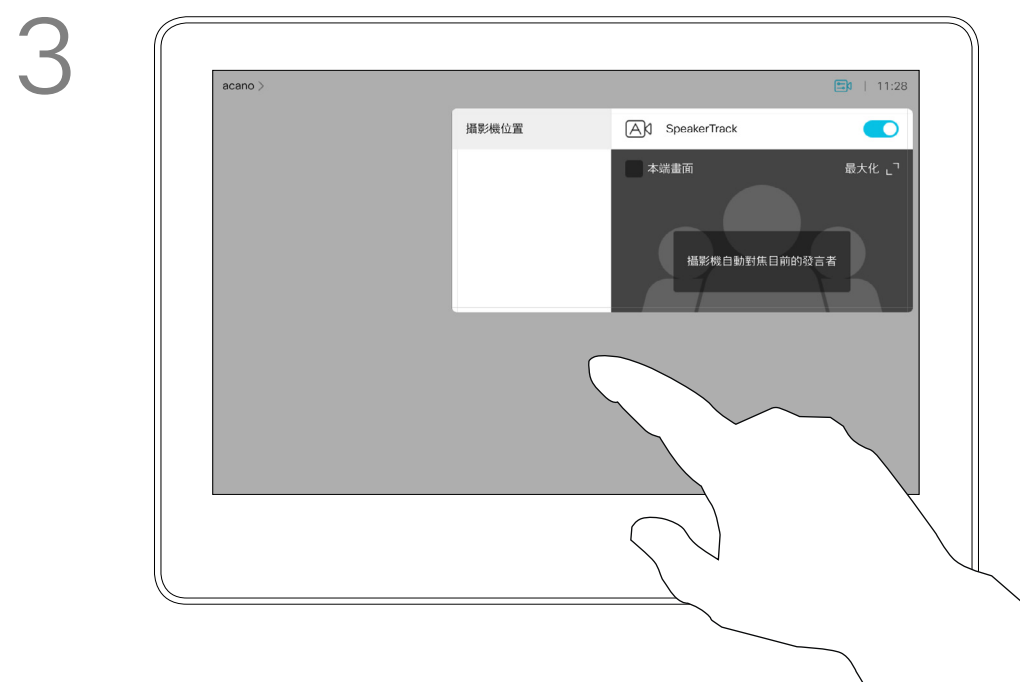 3
acano >
| 11:28
攝影機位置
SpeakerTrack
本端畫面
最大化
攝影機自動對焦目前的發言者